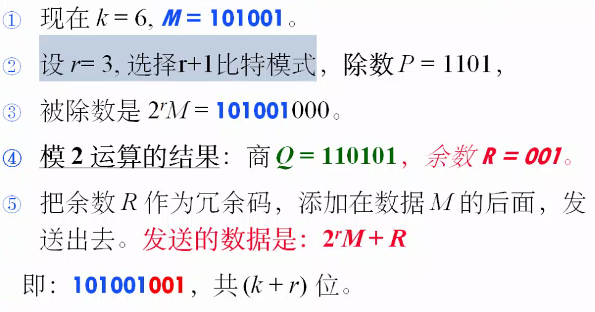 ① 现在 k = 6, M = 101001。
② 设 r= 3, 选择r+1比特模式，除数 P = 1101，
③ 被除数是 2ʳM = 101001000。
④ 模 2 运算的结果：商 Q = 110101，余数 R = 001。
⑤ 把余数 R 作为冗余码，添加在数据 M 的后面，发
送出去。发送的数据是：2ʳM + R
即：101001001，共 (k + r) 位。